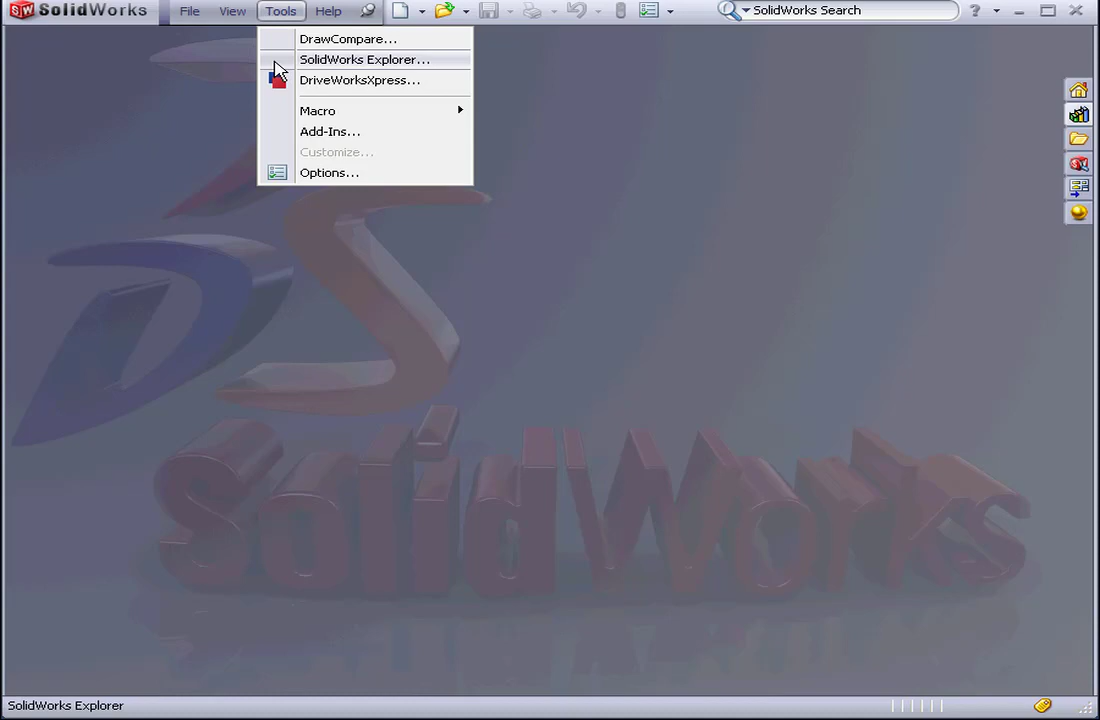 SolidWorks File View Tools Help SolidWorks Search ?
DrawCompare...
SolidWorks Explorer...
DriveWorksXpress...
Macro
Add-Ins...
Customize...
Options...
DS
SolidWorks
SolidWorks Explorer